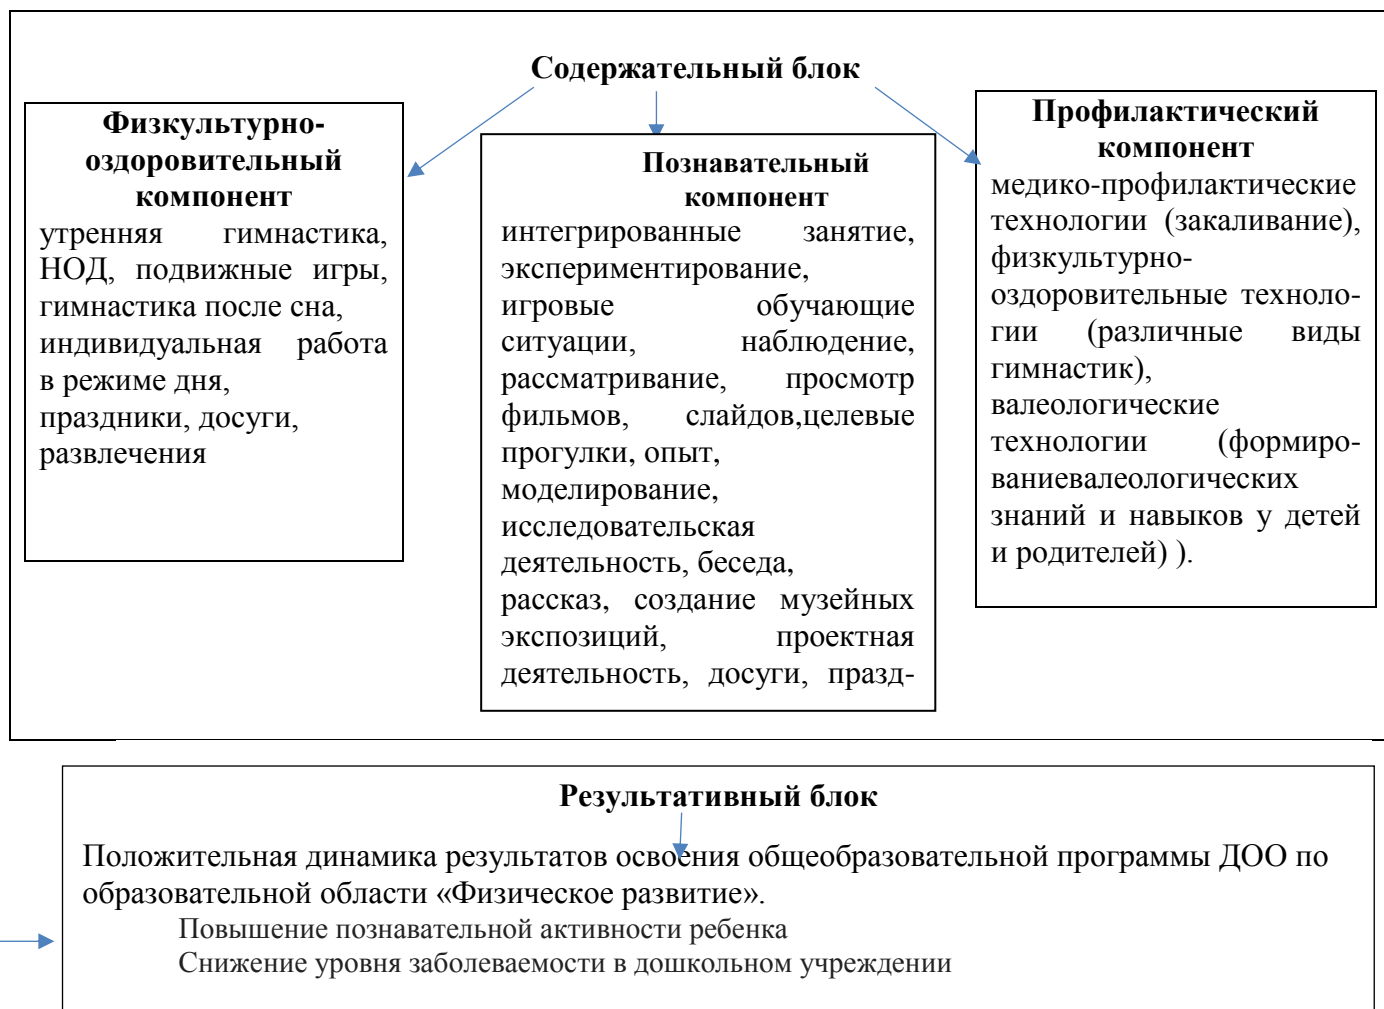 Содержательный блок
Физкультурно-
оздоровительный
компонент
утренняя гимнастика,
НОД, подвижные игры,
гимнастика после сна,
индивидуальная работа
в режиме дня,
праздники, досуги,
развлечения
Познавательный
компонент
интегрированные занятие,
экспериментирование,
игровые обучающие
ситуации, наблюдение,
рассматривание, просмотр
фильмов, слайдов,целевые
прогулки, опыт,
моделирование,
исследовательская
деятельность, беседа,
рассказ, создание музейных
экспозиций, проектная
деятельность, досуги, празд-
Профилактический
компонент
медико-профилактические
технологии (закаливание),
физкультурно-
оздоровительные техноло-
гии (различные виды
гимнастик),
валеологические
технологии (формиро-
ваниевалеологических
знаний и навыков у детей
и родителей) ).
Результативный блок
Положительная динамика результатов освоения общеобразовательной программы ДОО по
образовательной области «Физическое развитие».
Повышение познавательной активности ребенка
Снижение уровня заболеваемости в дошкольном учреждении